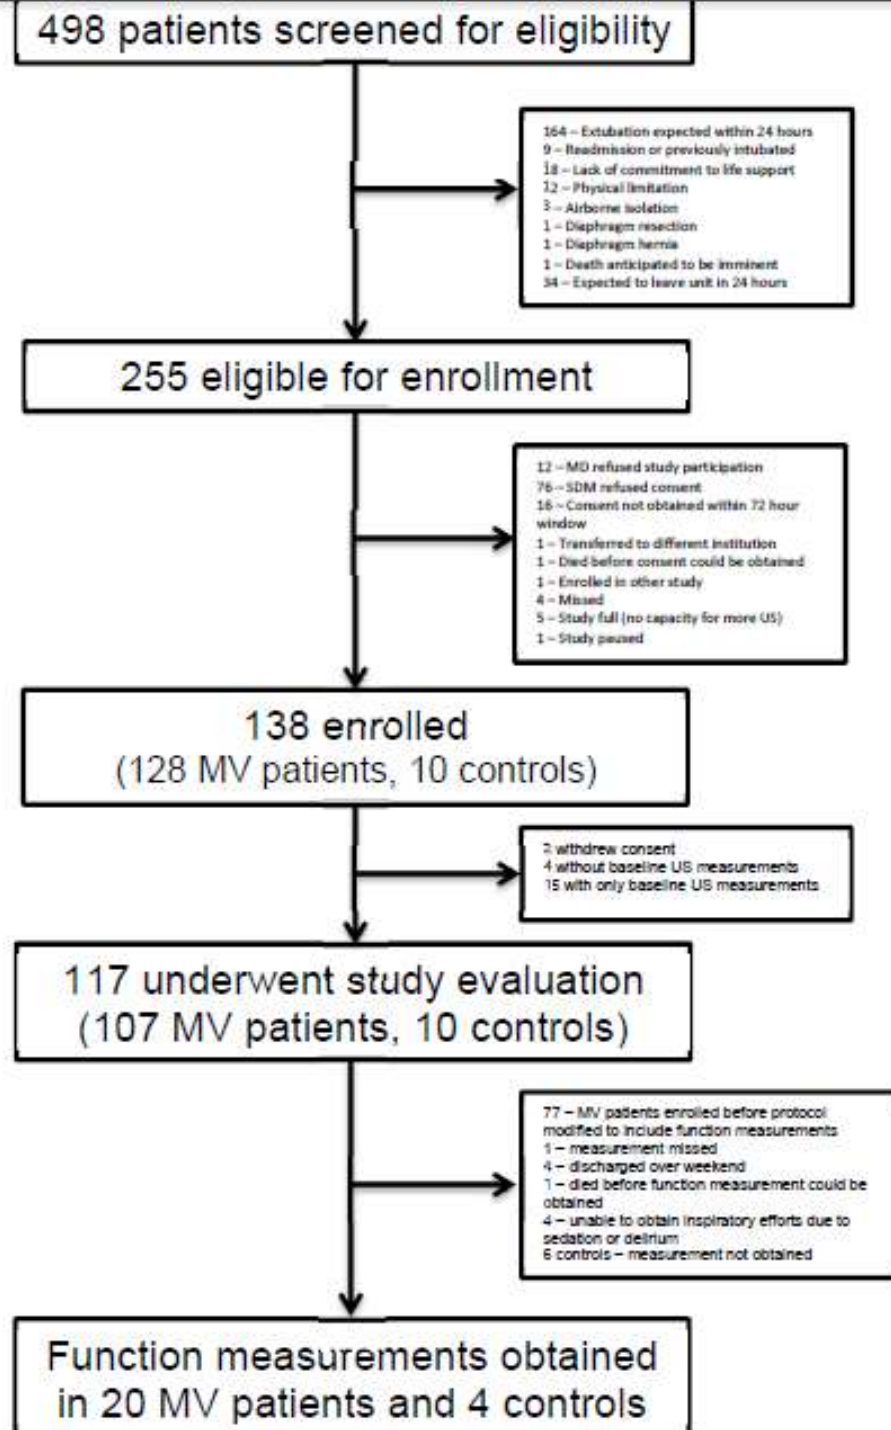 498 patients screened for eligibility
164 – Extubation expected within 24 hours
9 – Readmission or previously intubated
18 – Lack of commitment to life support
12 – Physical limitation
3 – Airborne isolation
1 – Diaphragm resection
1 – Diaphragm hernia
1 – Death anticipated to be imminent
34 – Expected to leave unit in 24 hours
255 eligible for enrollment
12 – MD refused study participation
76 – SDM refused consent
16 – Consent not obtained within 72 hour
window
1 – Transferred to different institution
1 – Died before consent could be obtained
1 – Enrolled in other study
4 – Missed
5 – Study full (no capacity for more US)
1 – Study paused
138 enrolled
(128 MV patients, 10 controls)
2 withdrew consent
4 without baseline US measurements
15 with only baseline US measurements
117 underwent study evaluation
(107 MV patients, 10 controls)
77 – MV patients enrolled before protocol
modified to include function measurements
1 – measurement missed
4 – discharged over weekend
1 – died before function measurement could be
obtained
4 – unable to obtain inspiratory efforts due to
sedation or delirium
6 controls – measurement not obtained
Function measurements obtained
in 20 MV patients and 4 controls